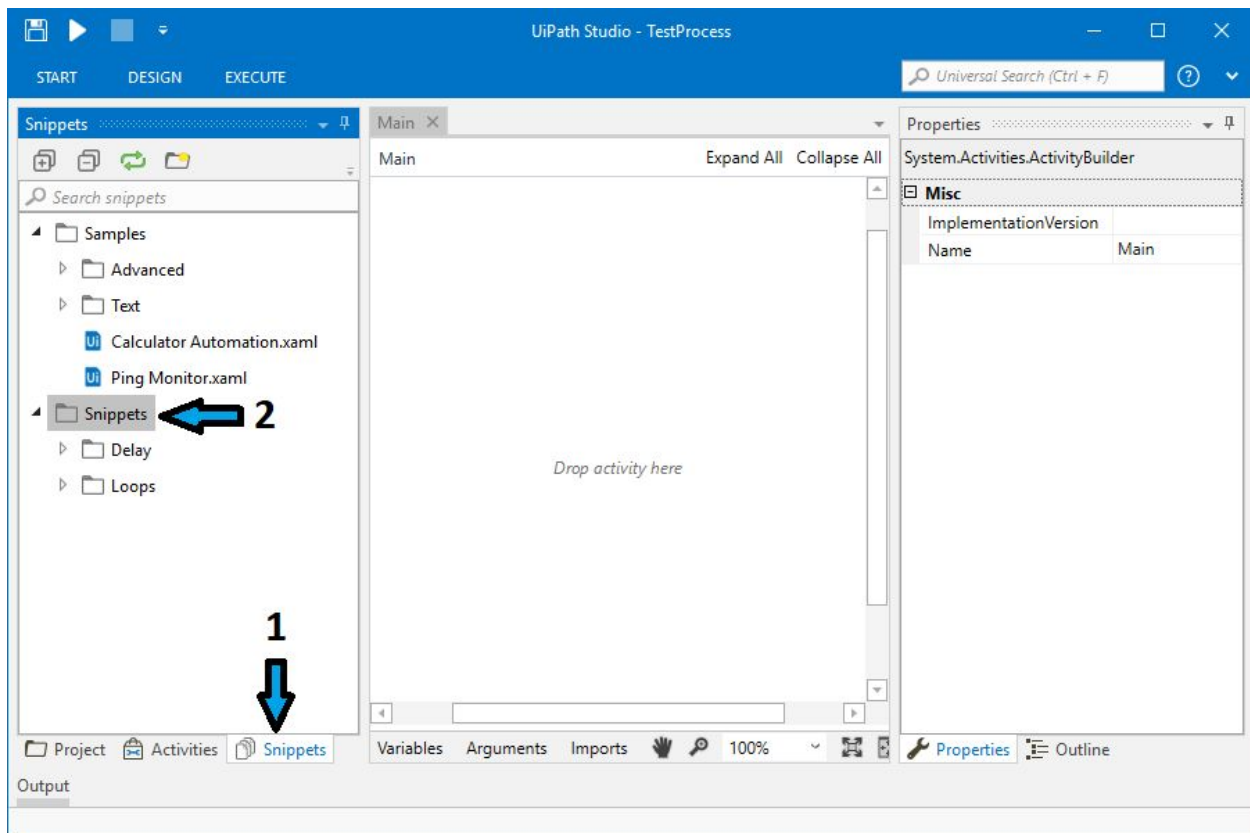 UiPath Studio - TestProcess
START DESIGN EXECUTE
Universal Search (Ctrl + F)
?
Snippets
Search snippets
Samples
Advanced
Text
Ui Calculator Automation.xaml
Ui Ping Monitor.xaml
Snippets
2
Delay
Loops
1
Project Activities Snippets
Main
Main Expand All Collapse All
Drop activity here
Variables Arguments Imports 100%
Properties
System.Activities.ActivityBuilder
Misc
ImplementationVersion
Name Main
Properties Outline
Output